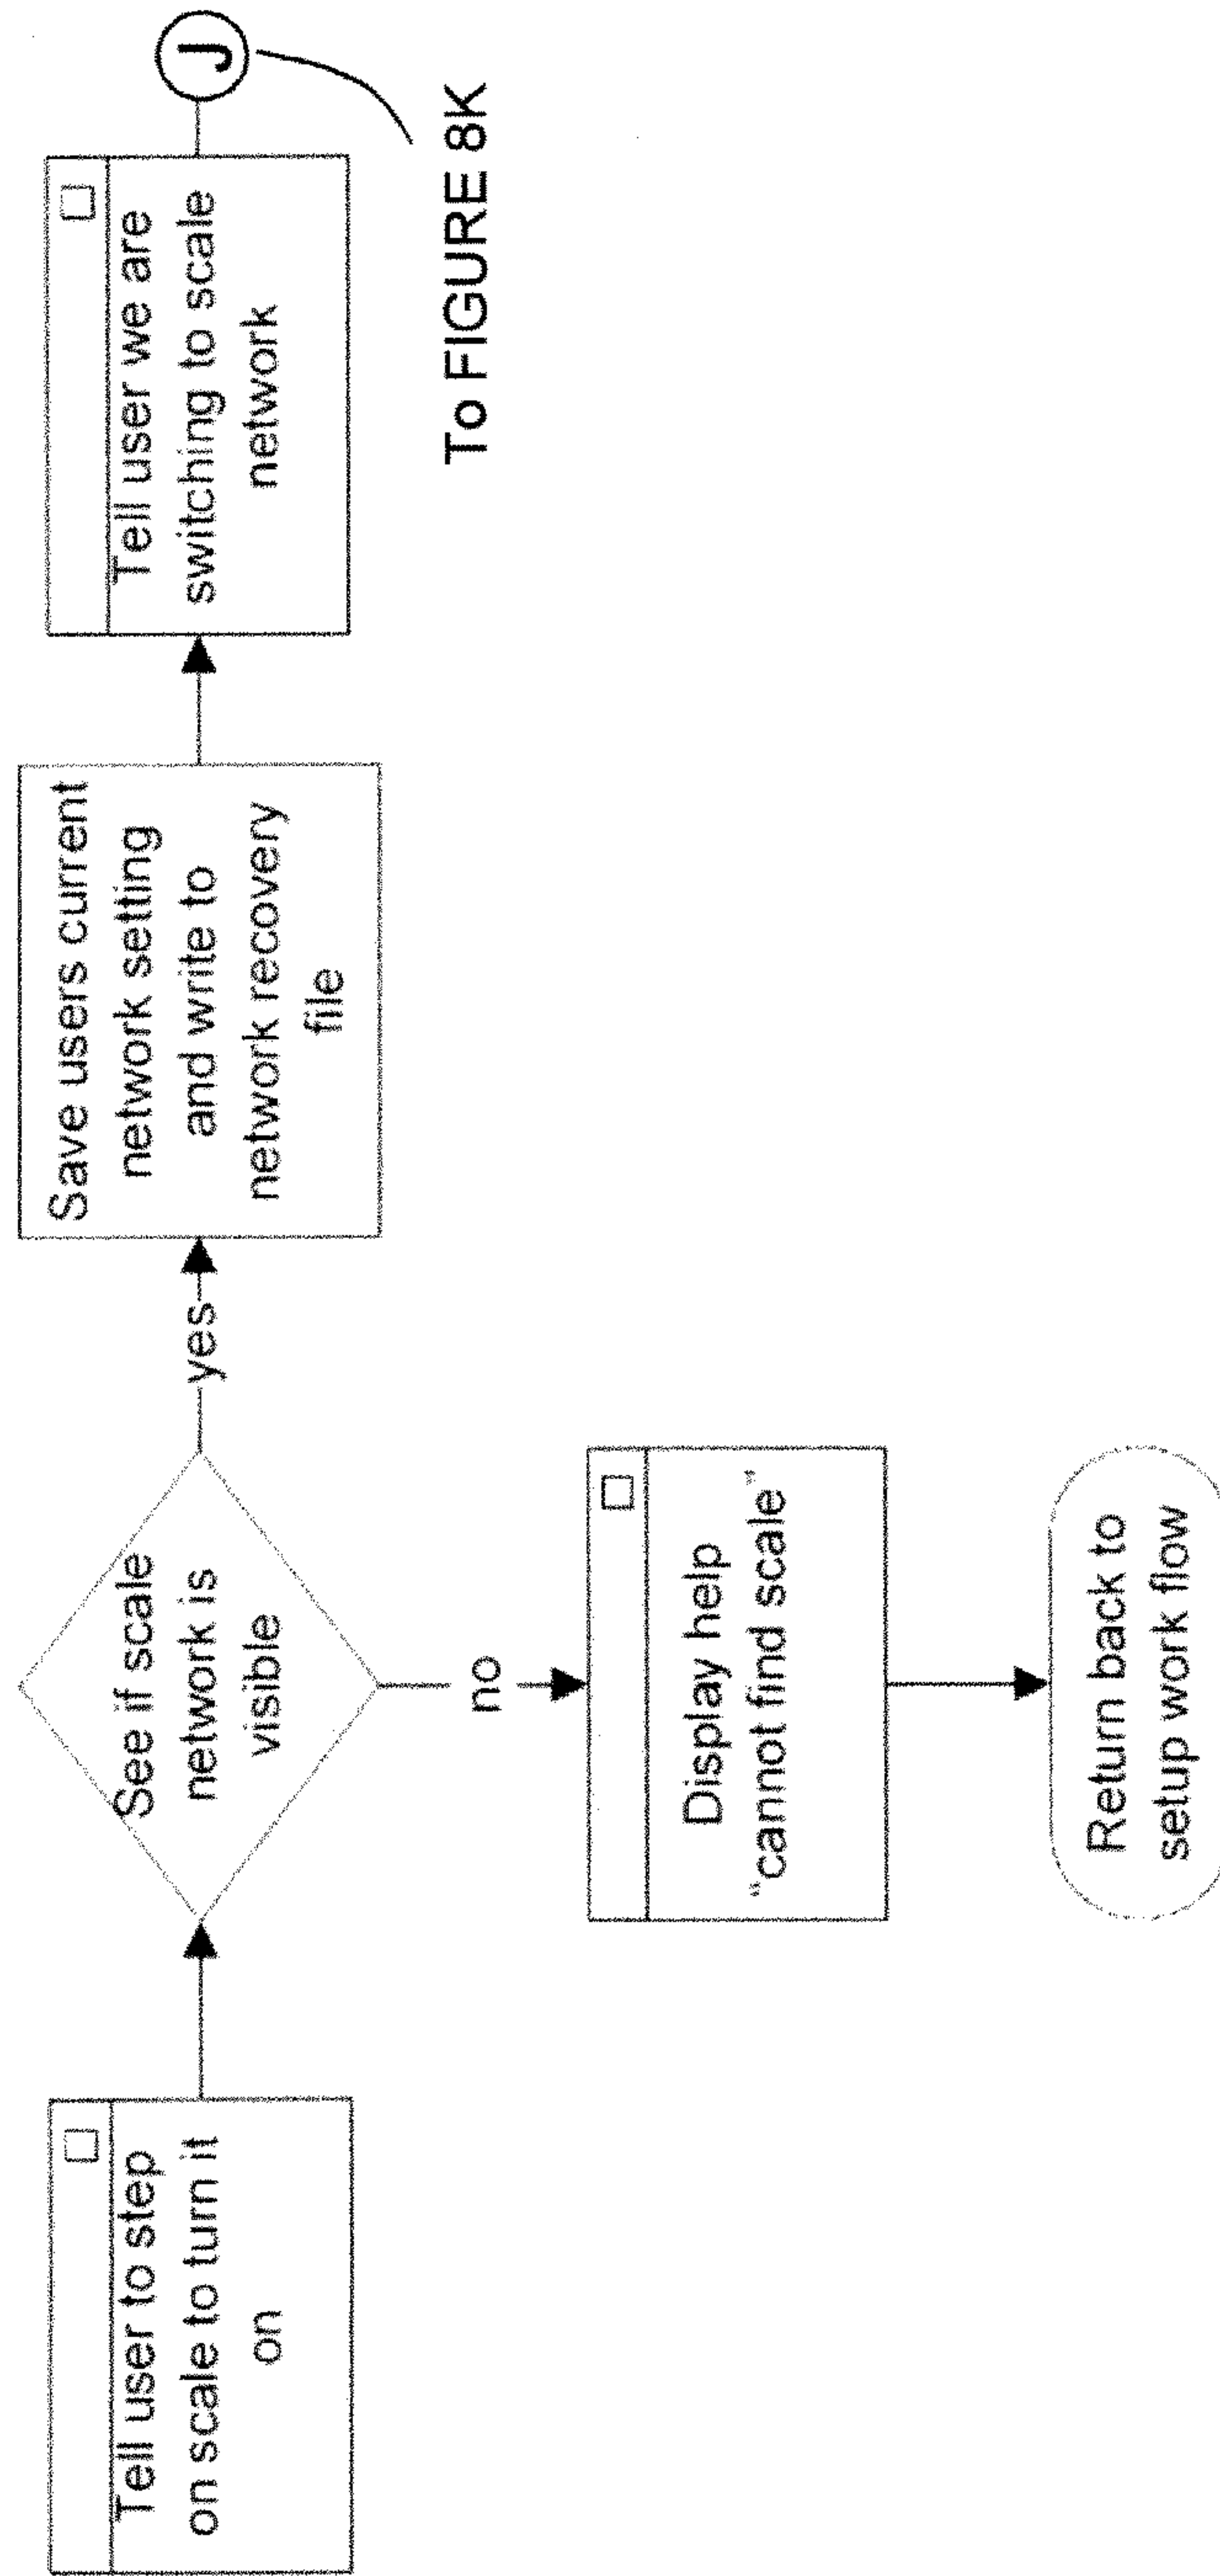 Tell user to step
on scale to turn it
on
See if scale
network is
visible
yes
Save users current
network setting
and write to
network recovery
file
Tell user we are
switching to scale
network
J
To FIGURE 8K
no
Display help
“cannot find scale”
Return back to
setup work flow